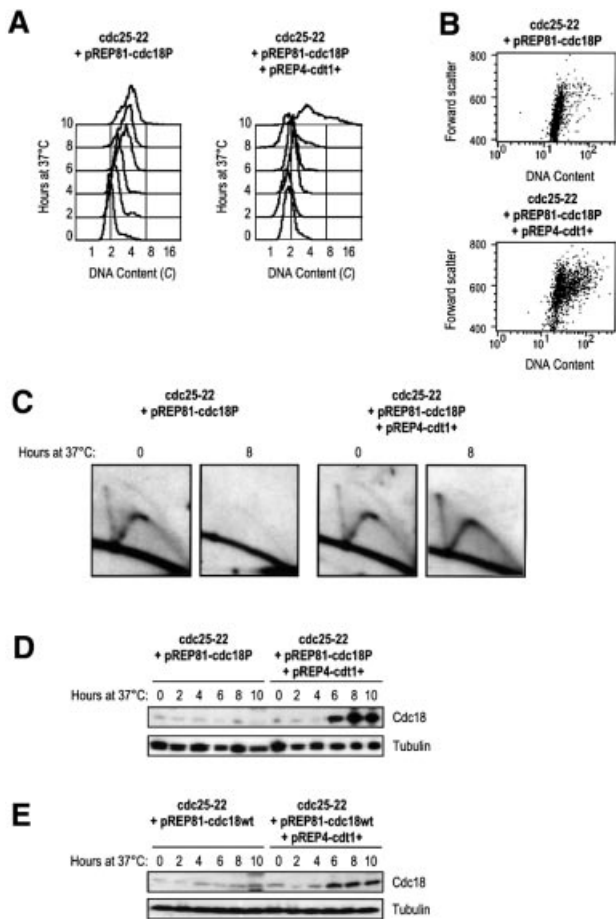 A
cdc25-22
+ pREP81-cdc18P
cdc25-22
+ pREP81-cdc18P
+ pREP4-cdt1+
Hours at 37°C
10
8
6
4
2
0
1 2 4 8 16
DNA Content (C)
Hours at 37°C
10
8
6
4
2
0
1 2 4 8 16
DNA Content (C)
B
cdc25-22
+ pREP81-cdc18P
Forward scatter
800
600
400
10⁰ 10¹ 10²
DNA Content
cdc25-22
+ pREP81-cdc18P
+ pREP4-cdt1+
Forward scatter
800
600
400
10⁰ 10¹ 10²
DNA Content
C
cdc25-22
+ pREP81-cdc18P
cdc25-22
+ pREP81-cdc18P
+ pREP4-cdt1+
Hours at 37°C: 0 8 0 8
D
cdc25-22
+ pREP81-cdc18P
cdc25-22
+ pREP81-cdc18P
+ pREP4-cdt1+
Hours at 37°C: 0 2 4 6 8 10 0 2 4 6 8 10
Cdc18
Tubulin
E
cdc25-22
+ pREP81-cdc18wt
cdc25-22
+ pREP81-cdc18wt
+ pREP4-cdt1+
Hours at 37°C: 0 2 4 6 8 10 0 2 4 6 8 10
Cdc18
Tubulin